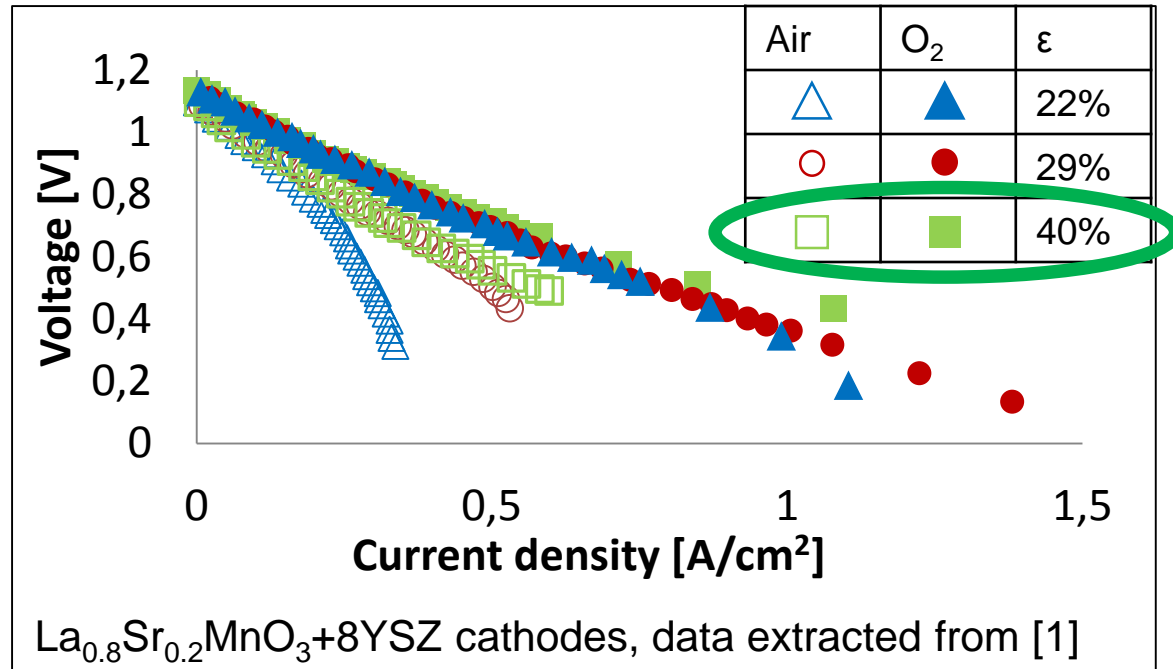 Air O₂ ε
22%
29%
40%
1,2
1
0,8
0,6
0,4
0,2
0
Voltage [V]
0 0,5 1 1,5
Current density [A/cm²]
La₀.₈Sr₀.₂MnO₃+8YSZ cathodes, data extracted from [1]